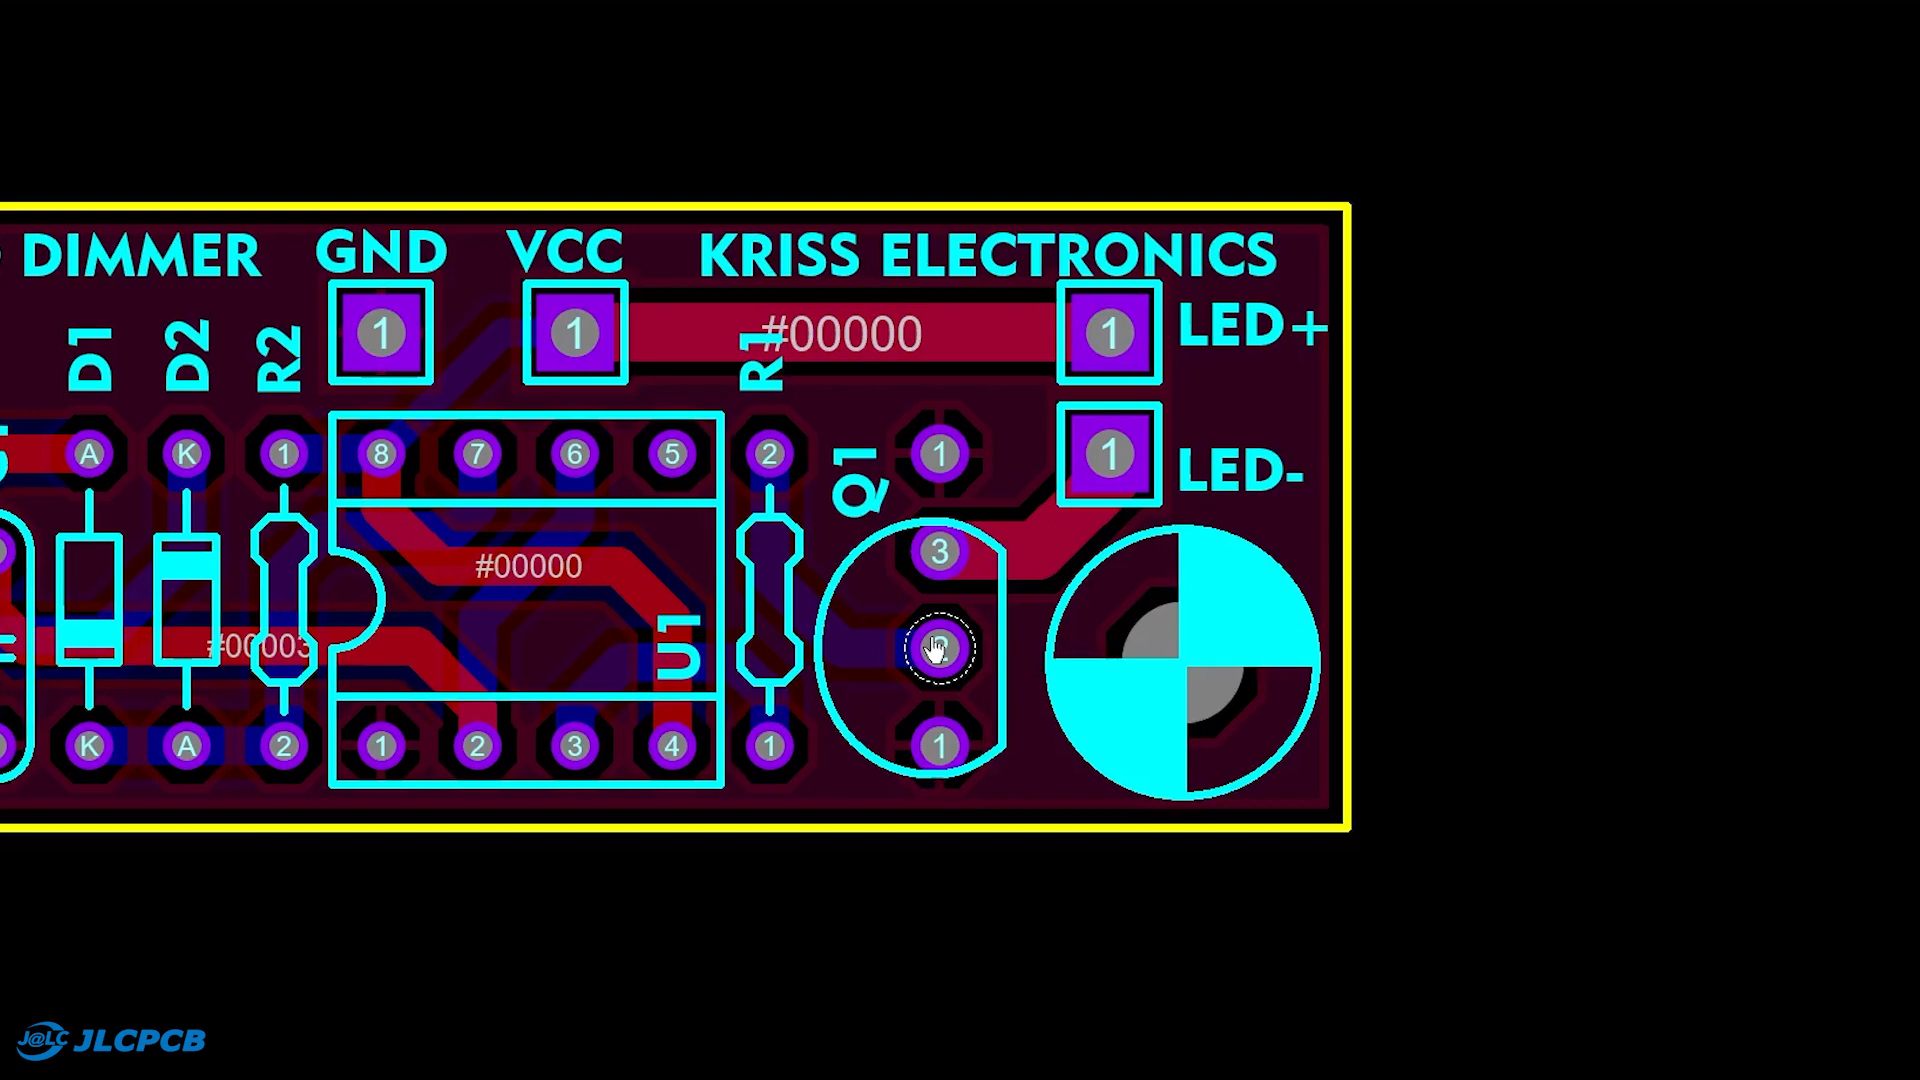 DIMMER GND VCC KRISS ELECTRONICS
1 1 #00000 1 LED+
D1 D2 R2 R1
A K 1 8 7 6 5 2 Q1 1 1 LED-
3
#00000
#00003 U1
K A 2 1 2 3 4 1 1
J@LC JLCPCB